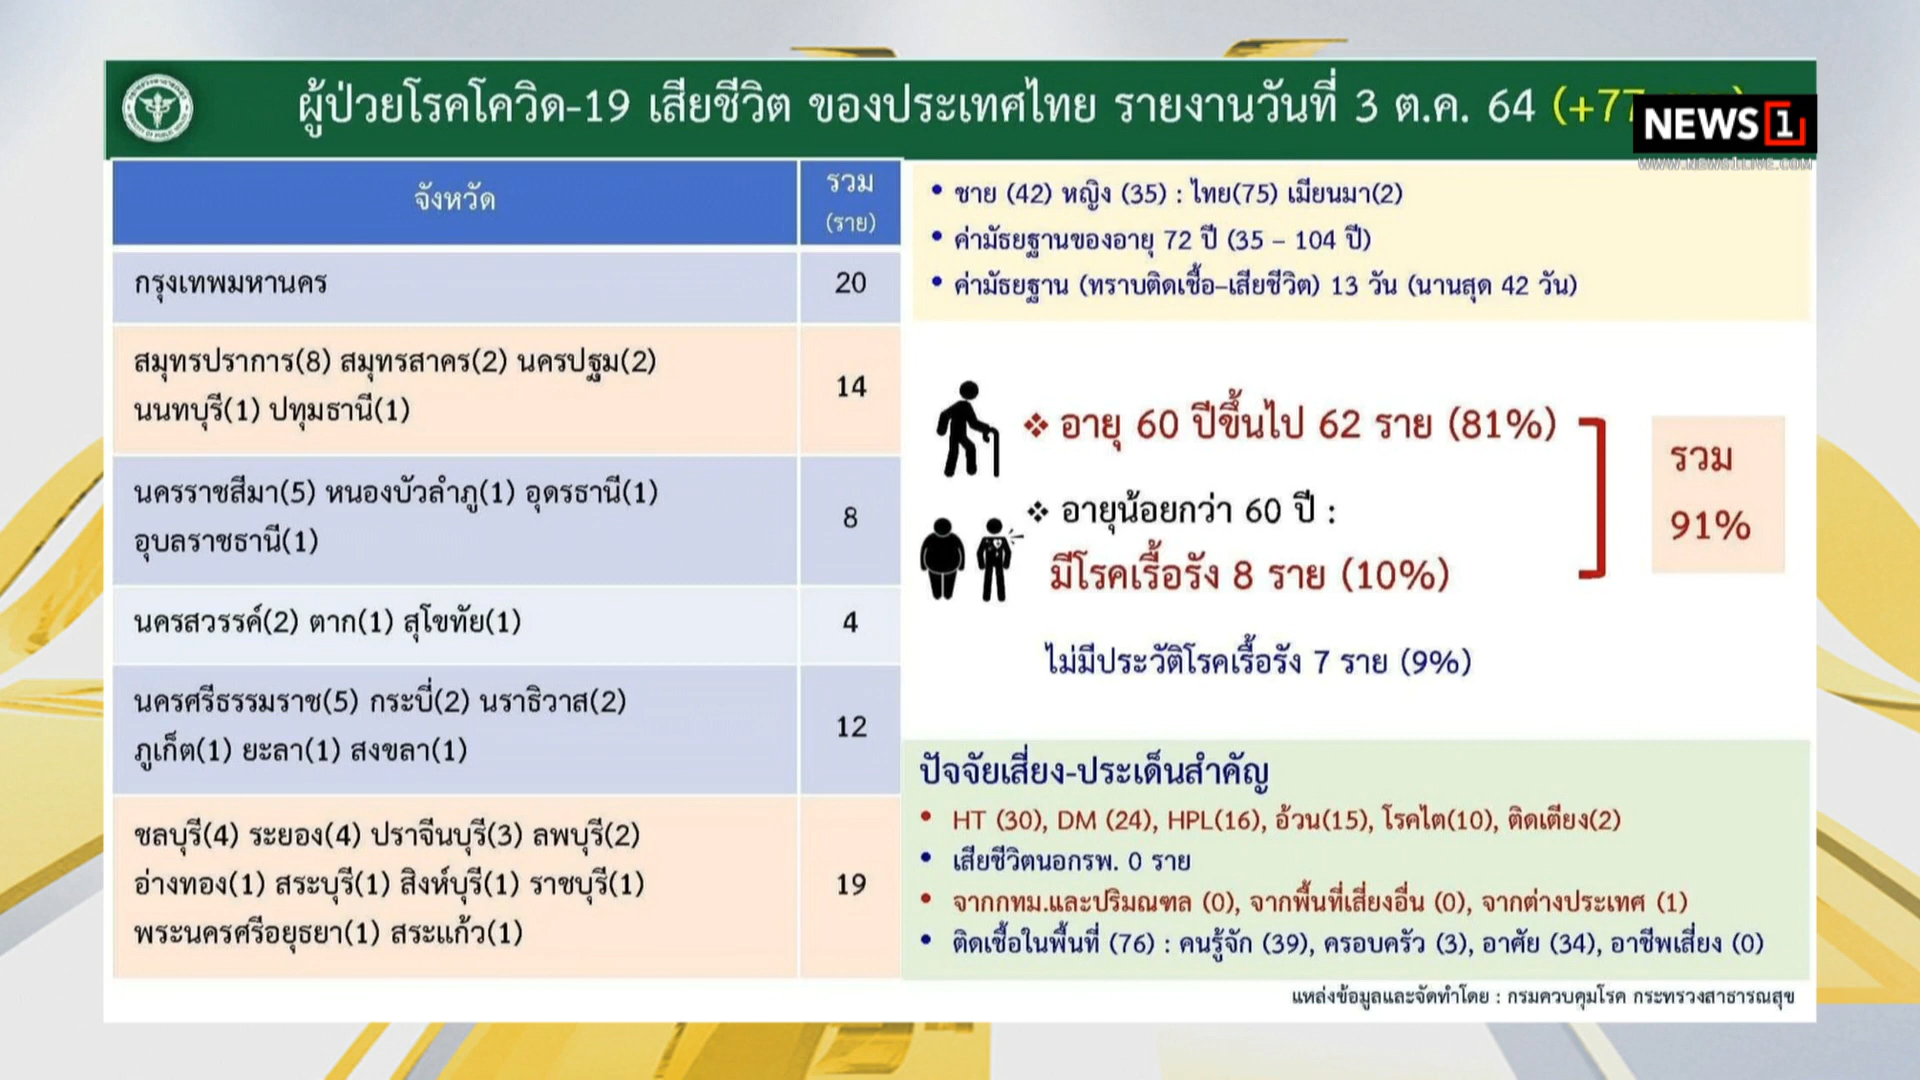 ผู้ป่วยโรคโควิด-19 เสียชีวิต ของประเทศไทย รายงานวันที่ 3 ต.ค. 64 (+77
NEWS 1
WWW.NEWS1LIVE.COM
จังหวัด
รวม
(ราย)
กรุงเทพมหานคร
20
สมุทรปราการ(8) สมุทรสาคร(2) นครปฐม(2)
นนทบุรี(1) ปทุมธานี(1)
14
นครราชสีมา(5) หนองบัวลำภู(1) อุดรธานี(1)
อุบลราชธานี(1)
8
นครสวรรค์(2) ตาก(1) สุโขทัย(1)
4
นครศรีธรรมราช(5) กระบี่(2) นราธิวาส(2)
ภูเก็ต(1) ยะลา(1) สงขลา(1)
12
ชลบุรี(4) ระยอง(4) ปราจีนบุรี(3) ลพบุรี(2)
อ่างทอง(1) สระบุรี(1) สิงห์บุรี(1) ราชบุรี(1)
พระนครศรีอยุธยา(1) สระแก้ว(1)
19
• ชาย (42) หญิง (35) : ไทย(75) เมียนมา(2)
• ค่ามัธยฐานของอายุ 72 ปี (35 – 104 ปี)
• ค่ามัธยฐาน (ทราบติดเชื้อ–เสียชีวิต) 13 วัน (นานสุด 42 วัน)
❖ อายุ 60 ปีขึ้นไป 62 ราย (81%)
❖ อายุน้อยกว่า 60 ปี :
มีโรคเรื้อรัง 8 ราย (10%)
ไม่มีประวัติโรคเรื้อรัง 7 ราย (9%)
รวม
91%
ปัจจัยเสี่ยง-ประเด็นสำคัญ
• HT (30), DM (24), HPL(16), อ้วน(15), โรคไต(10), ติดเตียง(2)
• เสียชีวิตนอกรพ. 0 ราย
• จากกทม.และปริมณฑล (0), จากพื้นที่เสี่ยงอื่น (0), จากต่างประเทศ (1)
• ติดเชื้อในพื้นที่ (76) : คนรู้จัก (39), ครอบครัว (3), อาศัย (34), อาชีพเสี่ยง (0)
แหล่งข้อมูลและจัดทำโดย : กรมควบคุมโรค กระทรวงสาธารณสุข